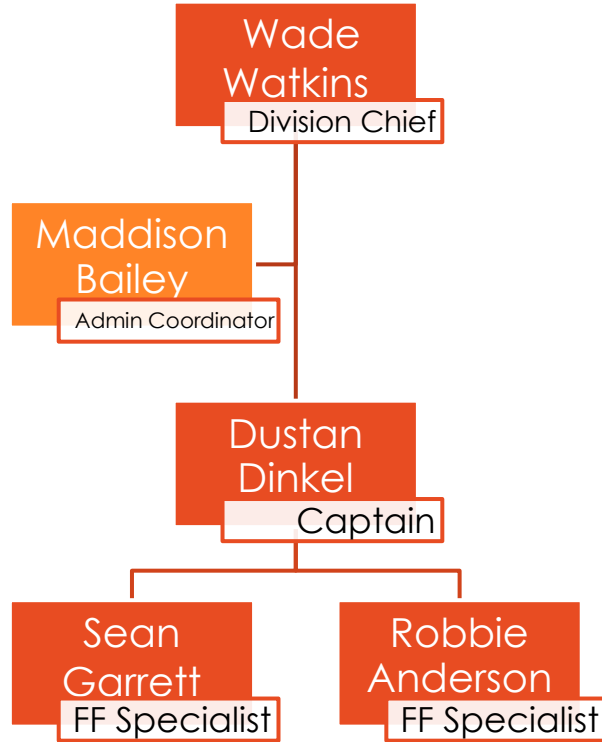 Wade
Watkins
Division Chief
Maddison
Bailey
Admin Coordinator
Dustan
Dinkel
Captain
Sean
Garrett
FF Specialist
Robbie
Anderson
FF Specialist